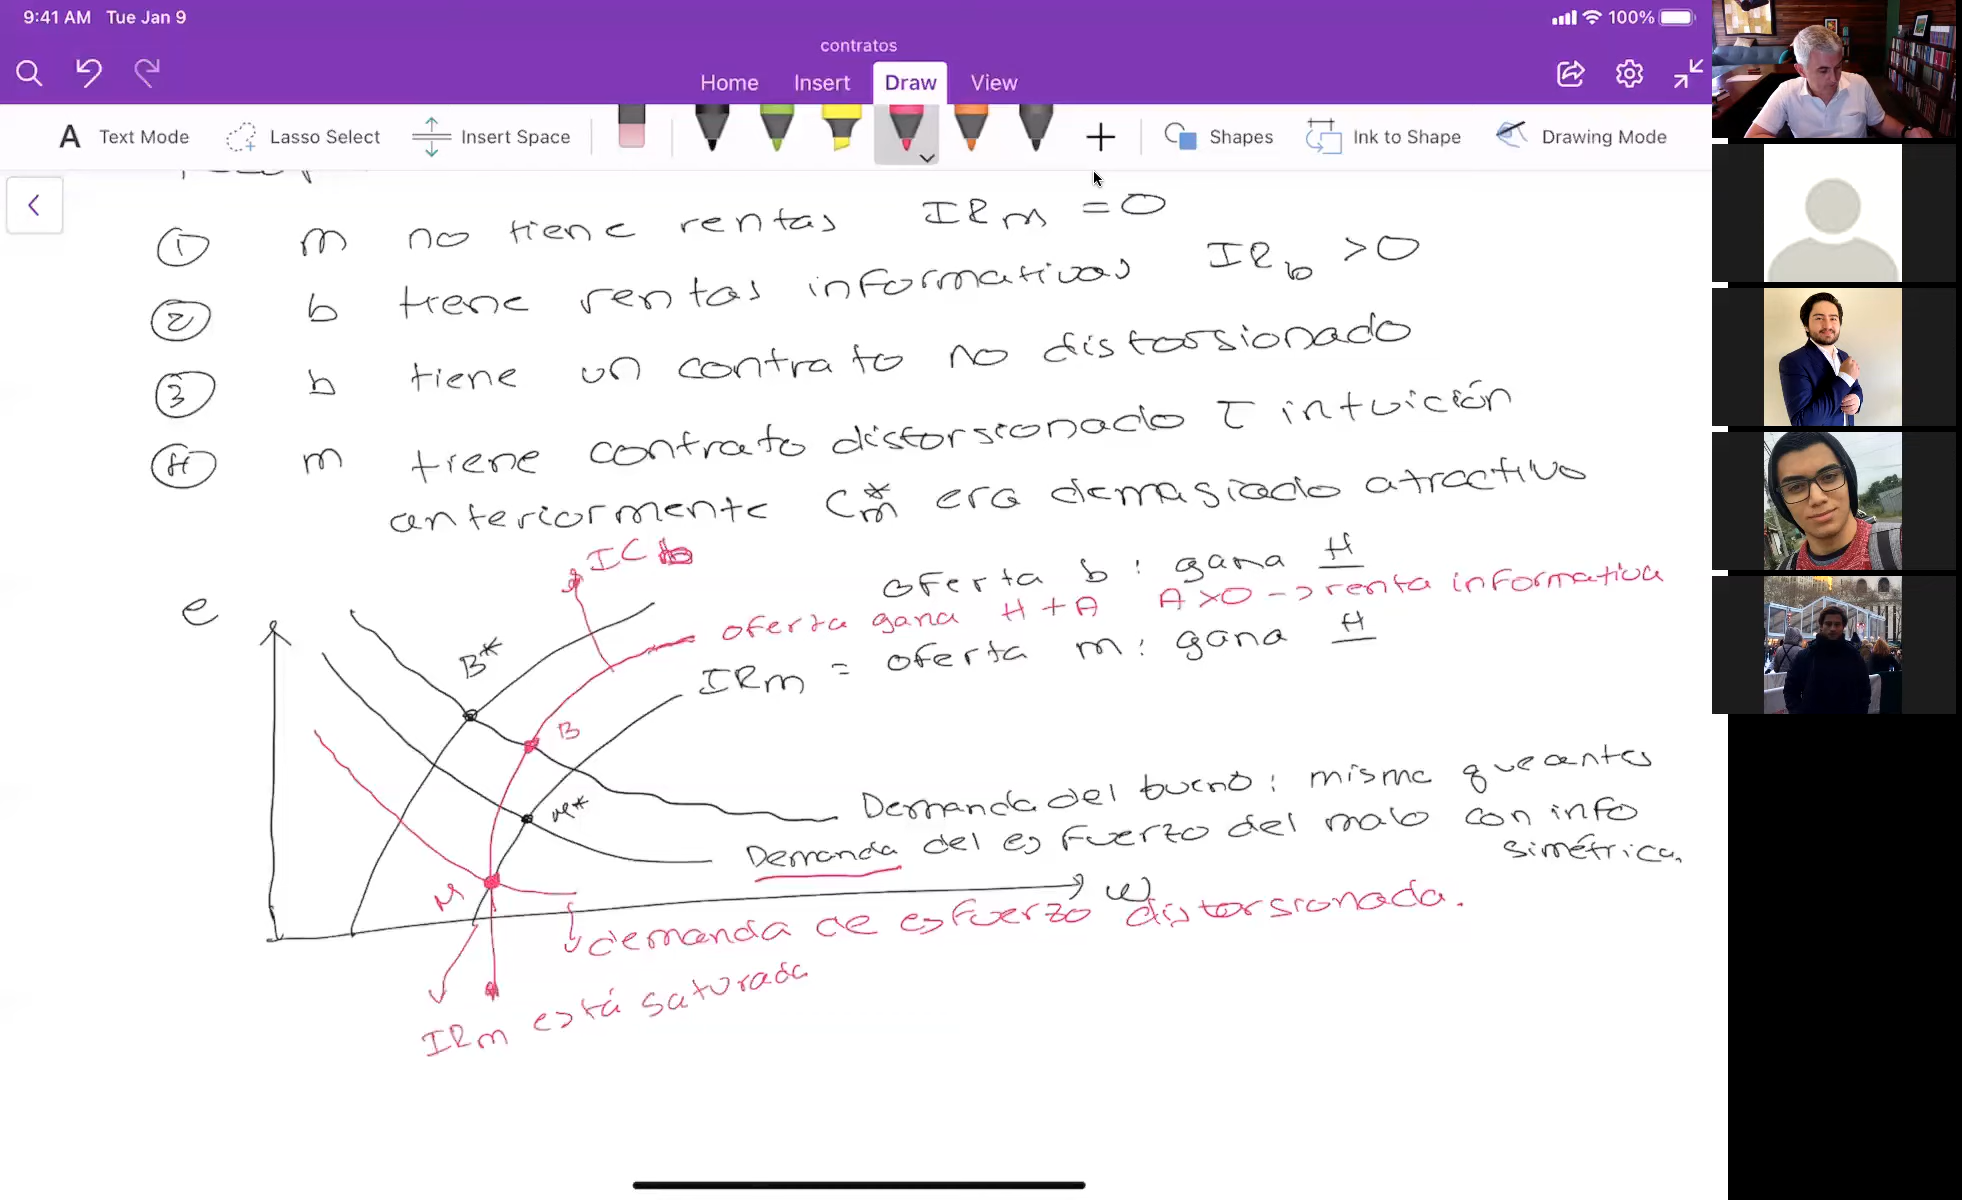 9:41 AM Tue Jan 9
100%
contratos
Home Insert Draw View
A Text Mode Lasso Select Insert Space Shapes Ink to Shape Drawing Mode
① m no tiene rentas IRm = 0
② b tiene rentas informativas IRb > 0
③ b tiene un contrato no distorsionado
④ m tiene contrato distorsionado intuición
anteriormente C*m era demasiado atractivo
ICb
oferta b: gana H
oferta gana H + A A>0 -> renta informativa
IRm = oferta m: gana H
e
B*
B
M*
Demanda del bueno: misma que antes
Demanda del esfuerzo del malo con info
simétrica.
M
w
demanda de esfuerzo distorsionada.
IRm está saturada